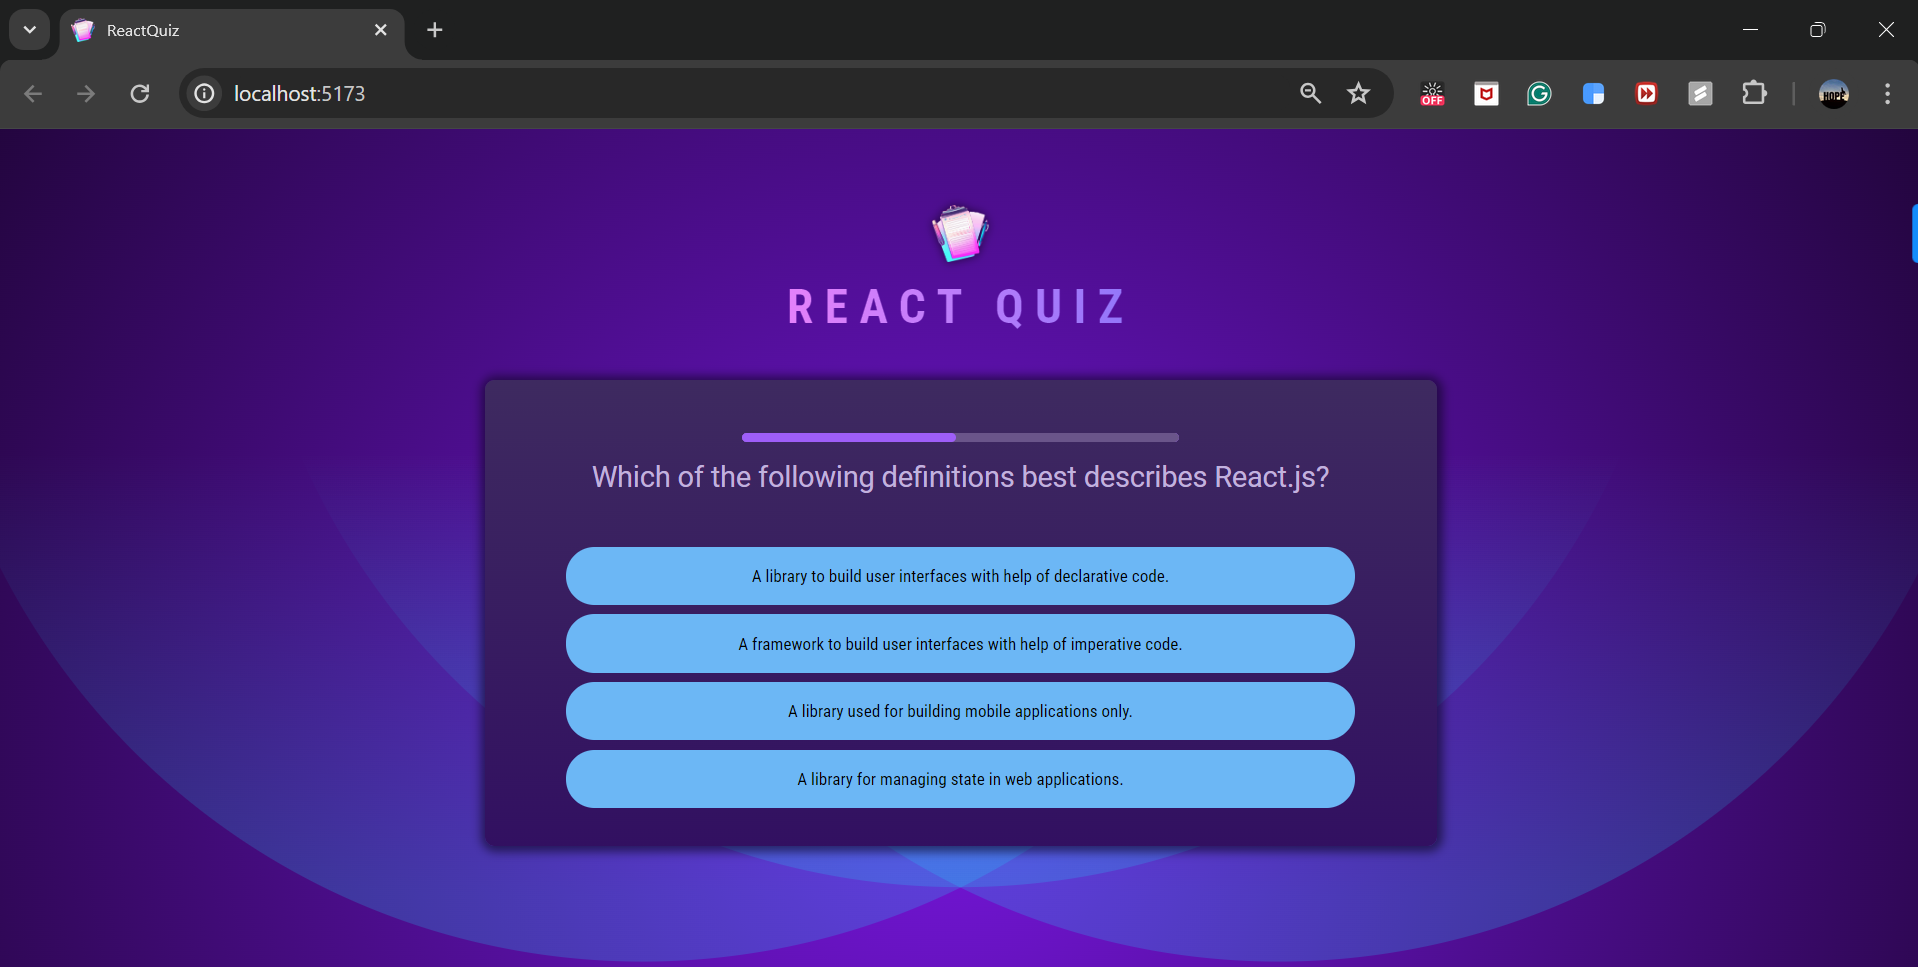 ReactQuiz
localhost:5173
OFF
HOPE
REACT QUIZ
Which of the following definitions best describes React.js?
A library to build user interfaces with help of declarative code.
A framework to build user interfaces with help of imperative code.
A library used for building mobile applications only.
A library for managing state in web applications.